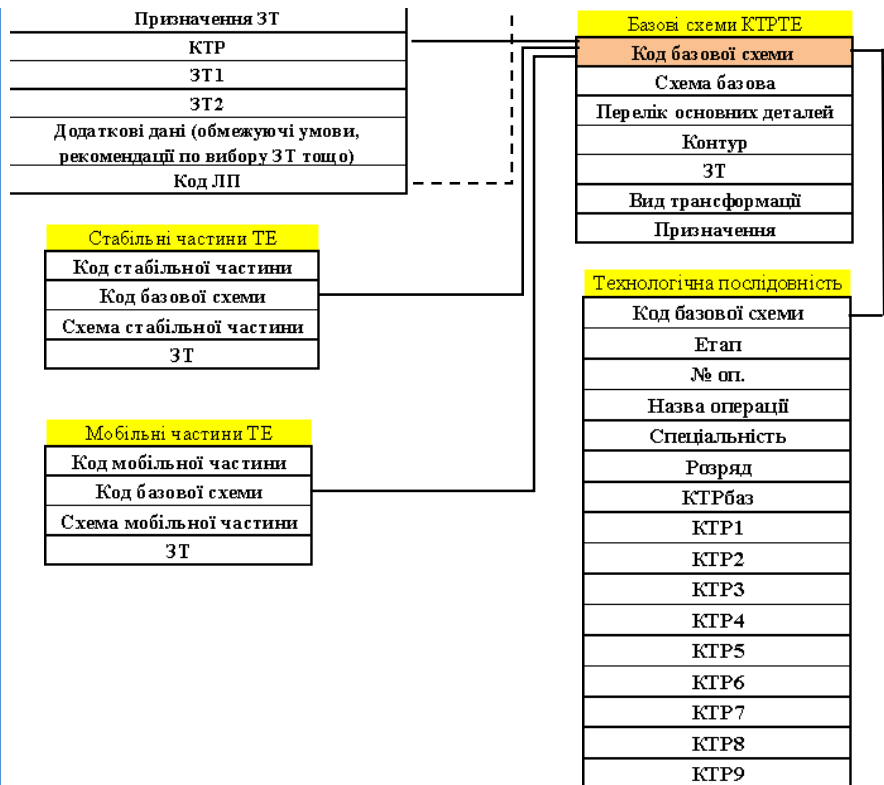 Призначення ЗТ
КТР
ЗТ1
ЗТ2
Додаткові дані (обмежуючі умови,
рекомендації по вибору ЗТ тощо)
Код ЛП
Стабільні частини ТЕ
Код стабільної частини
Код базової схеми
Схема стабільної частини
ЗТ
Мобільні частини ТЕ
Код мобільної частини
Код базової схеми
Схема мобільної частини
ЗТ
Базові схеми КТРТЕ
Код базової схеми
Схема базова
Перелік основних деталей
Контур
ЗТ
Вид трансформації
Призначення
Технологічна послідовність
Код базової схеми
Етап
№ оп.
Назва операції
Спеціальність
Розряд
КТРбаз
КТР1
КТР2
КТР3
КТР4
КТР5
КТР6
КТР7
КТР8
КТР9